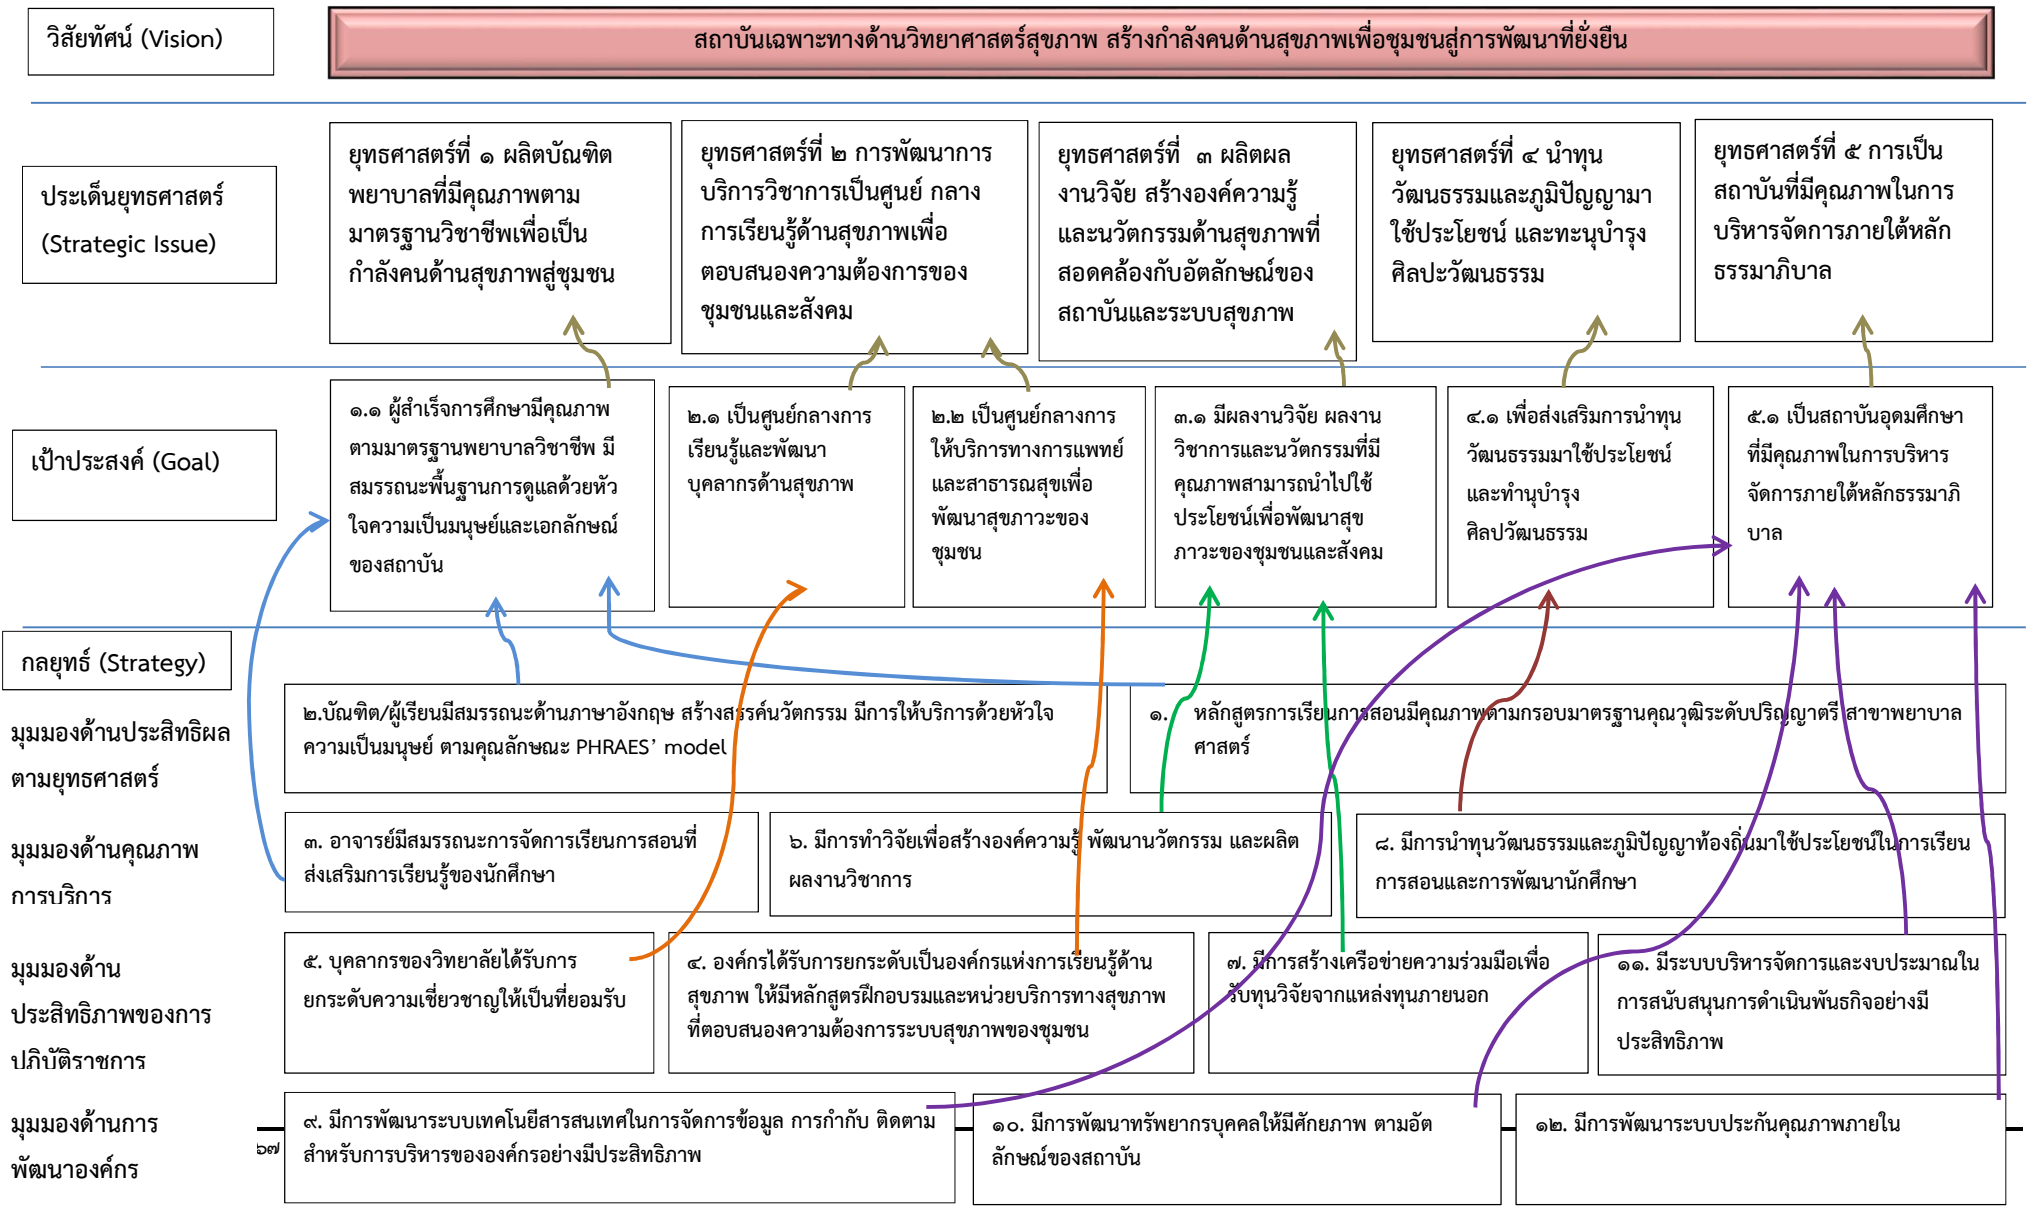 วิสัยทัศน์ (Vision)
สถาบันเฉพาะทางด้านวิทยาศาสตร์สุขภาพ สร้างกำลังคนด้านสุขภาพเพื่อชุมชนสู่การพัฒนาที่ยั่งยืน
ประเด็นยุทธศาสตร์
(Strategic Issue)
ยุทธศาสตร์ที่ ๑ ผลิตบัณฑิต
พยาบาลที่มีคุณภาพตาม
มาตรฐานวิชาชีพเพื่อเป็น
กำลังคนด้านสุขภาพสู่ชุมชน
ยุทธศาสตร์ที่ ๒ การพัฒนาการ
บริการวิชาการเป็นศูนย์ กลาง
การเรียนรู้ด้านสุขภาพเพื่อ
ตอบสนองความต้องการของ
ชุมชนและสังคม
ยุทธศาสตร์ที่ ๓ ผลิตผล
งานวิจัย สร้างองค์ความรู้
และนวัตกรรมด้านสุขภาพที่
สอดคล้องกับอัตลักษณ์ของ
สถาบันและระบบสุขภาพ
ยุทธศาสตร์ที่ ๔ นำทุน
วัฒนธรรมและภูมิปัญญามา
ใช้ประโยชน์ และทะนุบำรุง
ศิลปะวัฒนธรรม
ยุทธศาสตร์ที่ ๕ การเป็น
สถาบันที่มีคุณภาพในการ
บริหารจัดการภายใต้หลัก
ธรรมาภิบาล
เป้าประสงค์ (Goal)
๑.๑ ผู้สำเร็จการศึกษามีคุณภาพ
ตามมาตรฐานพยาบาลวิชาชีพ มี
สมรรถนะพื้นฐานการดูแลด้วยหัว
ใจความเป็นมนุษย์และเอกลักษณ์
ของสถาบัน
๒.๑ เป็นศูนย์กลางการ
เรียนรู้และพัฒนา
บุคลากรด้านสุขภาพ
๒.๒ เป็นศูนย์กลางการ
ให้บริการทางการแพทย์
และสาธารณสุขเพื่อ
พัฒนาสุขภาวะของ
ชุมชน
๓.๑ มีผลงานวิจัย ผลงาน
วิชาการและนวัตกรรมที่มี
คุณภาพสามารถนำไปใช้
ประโยชน์เพื่อพัฒนาสุข
ภาวะของชุมชนและสังคม
๔.๑ เพื่อส่งเสริมการนำทุน
วัฒนธรรมมาใช้ประโยชน์
และทำนุบำรุง
ศิลปวัฒนธรรม
๕.๑ เป็นสถาบันอุดมศึกษา
ที่มีคุณภาพในการบริหาร
จัดการภายใต้หลักธรรมาภิ
บาล
กลยุทธ์ (Strategy)
มุมมองด้านประสิทธิผล
ตามยุทธศาสตร์
๒.บัณฑิต/ผู้เรียนมีสมรรถนะด้านภาษาอังกฤษ สร้างสรรค์นวัตกรรม มีการให้บริการด้วยหัวใจ
ความเป็นมนุษย์ ตามคุณลักษณะ PHRAES’ model
๑. หลักสูตรการเรียนการสอนมีคุณภาพตามกรอบมาตรฐานคุณวุฒิระดับปริญญาตรี สาขาพยาบาล
ศาสตร์
มุมมองด้านคุณภาพ
การบริการ
๓. อาจารย์มีสมรรถนะการจัดการเรียนการสอนที่
ส่งเสริมการเรียนรู้ของนักศึกษา
๖. มีการทำวิจัยเพื่อสร้างองค์ความรู้ พัฒนานวัตกรรม และผลิต
ผลงานวิชาการ
๘. มีการนำทุนวัฒนธรรมและภูมิปัญญาท้องถิ่นมาใช้ประโยชน์ในการเรียน
การสอนและการพัฒนานักศึกษา
มุมมองด้าน
ประสิทธิภาพของการ
ปฏิบัติราชการ
๕. บุคลากรของวิทยาลัยได้รับการ
ยกระดับความเชี่ยวชาญให้เป็นที่ยอมรับ
๔. องค์กรได้รับการยกระดับเป็นองค์กรแห่งการเรียนรู้ด้าน
สุขภาพ ให้มีหลักสูตรฝึกอบรมและหน่วยบริการทางสุขภาพ
ที่ตอบสนองความต้องการระบบสุขภาพของชุมชน
๗. มีการสร้างเครือข่ายความร่วมมือเพื่อ
รับทุนวิจัยจากแหล่งทุนภายนอก
๑๑. มีระบบบริหารจัดการและงบประมาณใน
การสนับสนุนการดำเนินพันธกิจอย่างมี
ประสิทธิภาพ
มุมมองด้านการ
พัฒนาองค์กร
๖๗
๙. มีการพัฒนาระบบเทคโนยีสารสนเทศในการจัดการข้อมูล การกำกับ ติดตาม
สำหรับการบริหารขององค์กรอย่างมีประสิทธิภาพ
๑๐. มีการพัฒนาทรัพยากรบุคคลให้มีศักยภาพ ตามอัต
ลักษณ์ของสถาบัน
๑๒. มีการพัฒนาระบบประกันคุณภาพภายใน